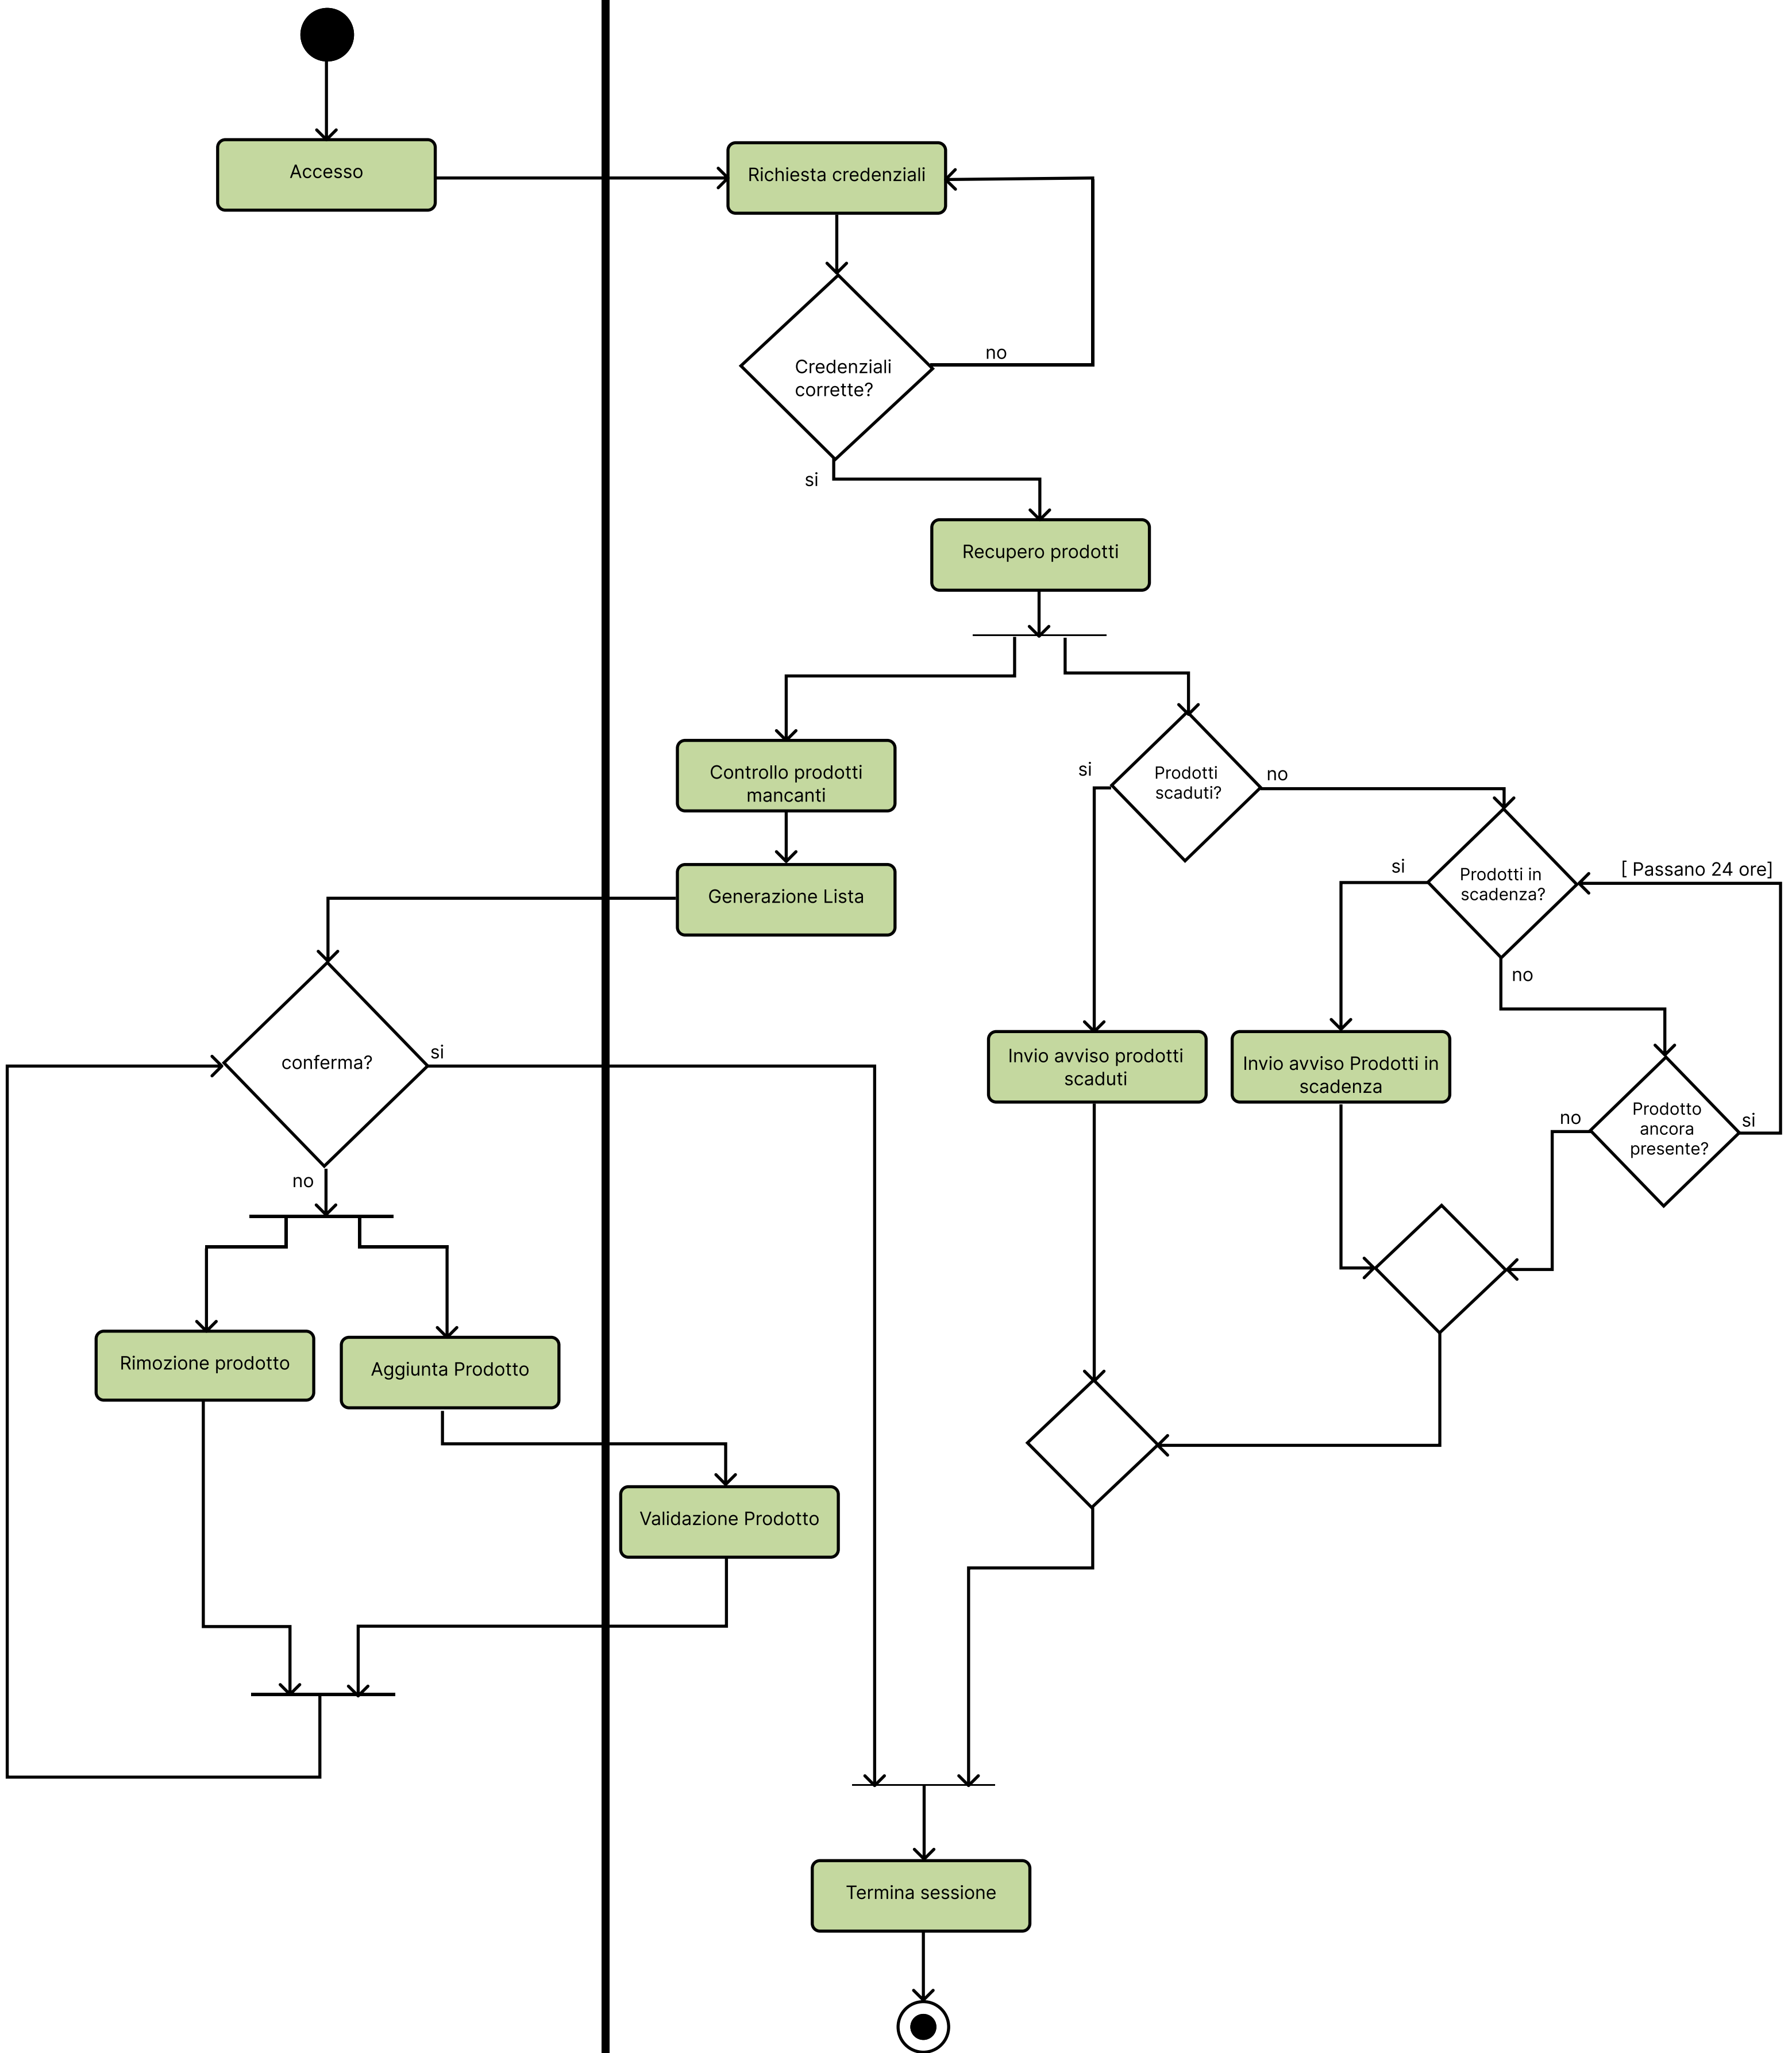 Accesso
Richiesta credenziali
no
Credenziali
corrette?
si
Recupero prodotti
Controllo prodotti
mancanti
si
Prodotti
scaduti?
no
Generazione Lista
si
Prodotti in
scadenza?
[ Passano 24 ore]
no
conferma?
si
Invio avviso prodotti
scaduti
Invio avviso Prodotti in
scadenza
no
Prodotto
ancora
presente?
si
no
Rimozione prodotto
Aggiunta Prodotto
Validazione Prodotto
Termina sessione